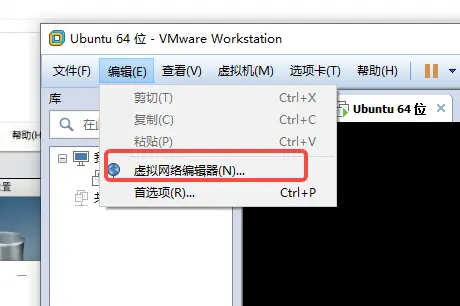 Ubuntu 64 位 - VMware Workstation
文件(F) 编辑(E) 查看(V) 虚拟机(M) 选项卡(T) 帮助(H)
库
剪切(T) Ctrl+X
Ubuntu 64 位
复制(C) Ctrl+C
粘贴(P) Ctrl+V
虚拟网络编辑器(N)...
首选项(R)... Ctrl+P
帮助(H)
置